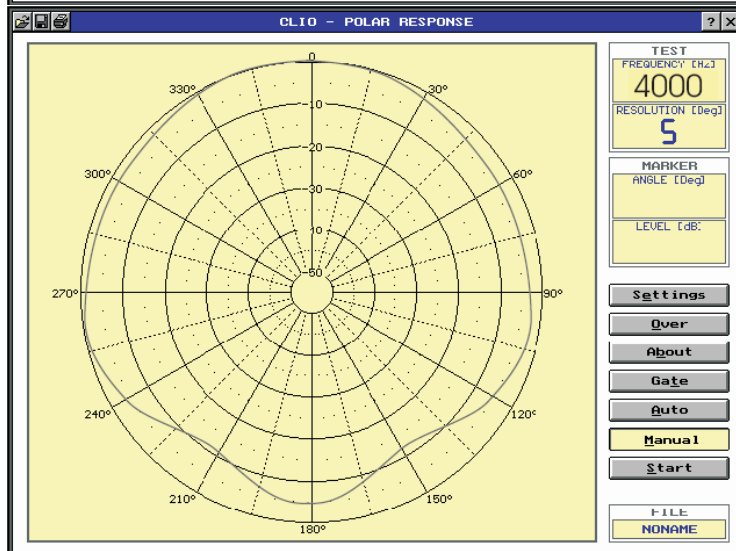 CLIO - POLAR RESPONSE
? X
0
330°
30°
-10
-20
300°
60°
-30
10
-50
270°
90°
240°
120°
210°
150°
180°
TEST
FREQUENCY [Hz]
4000
RESOLUTION [Deg]
5
MARKER
ANGLE [Deg]
LEVEL [dB]
Settings
Over
About
Gate
Auto
Manual
Start
FILE
NONAME